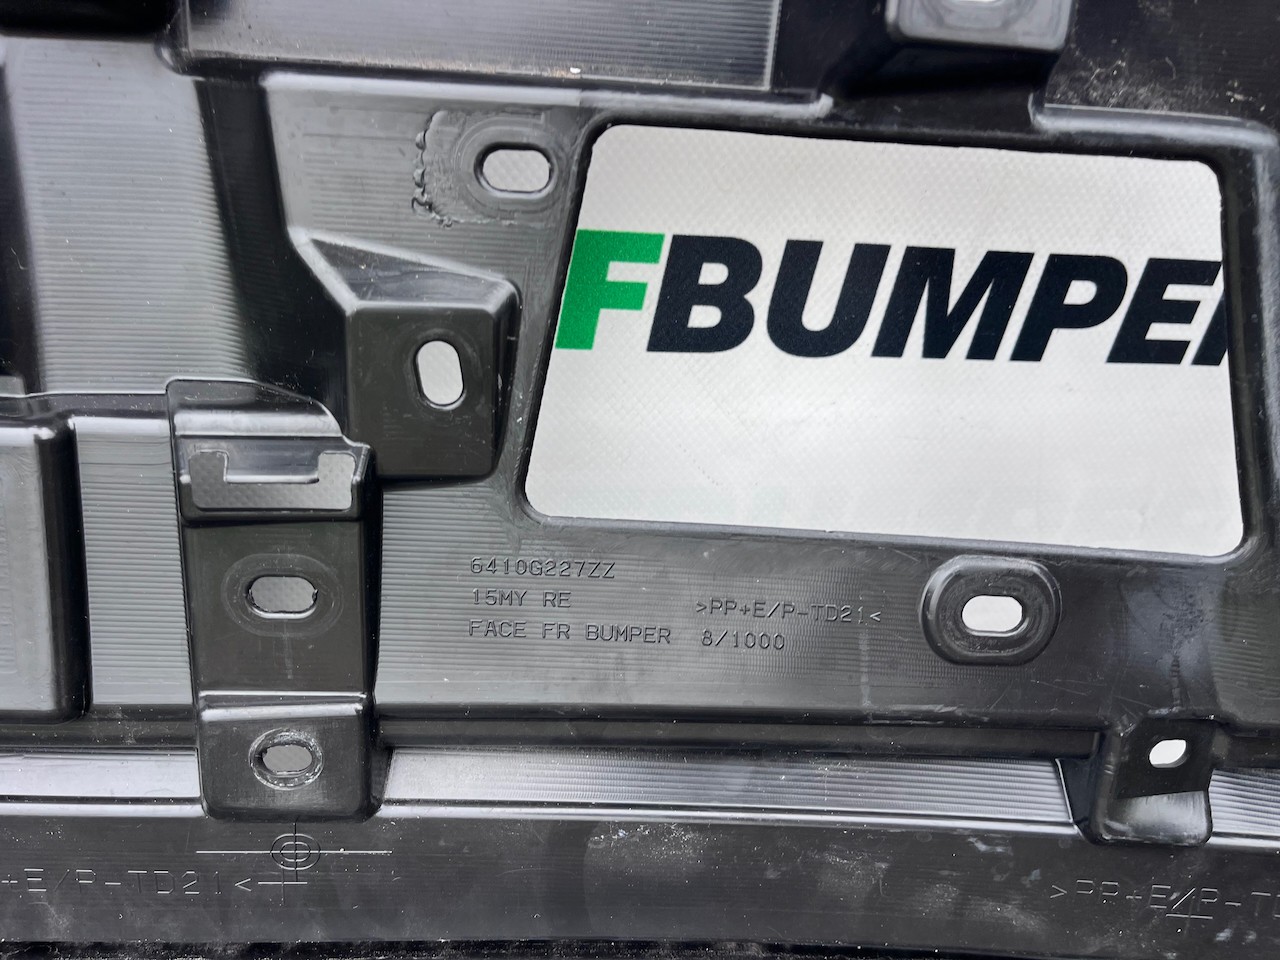 FBUMPE
6410G227ZZ
15MY RE
>PP+E/P-TD21<
FACE FR BUMPER 8/1000
+E/P-TD21<
>PP+E/P-T